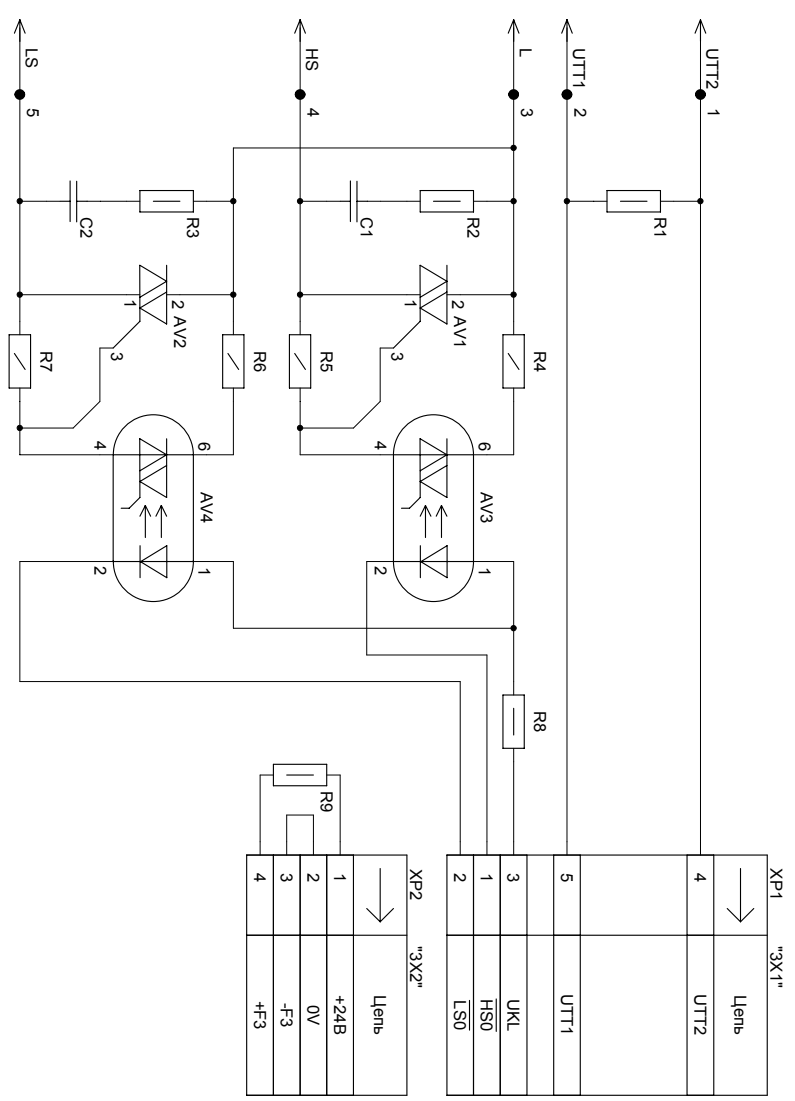 XP1 "3X1"
Цепь
UTT2
1
4 UTT2
R1
UTT1
2
5 UTT1
R4
R8
L
3
3 UKL
1 HS0
2 LS0
R2
2 AV1
6
AV3
1
C1
1
3
4
2
HS
4
R5
XP2 "3X2"
Цепь
R9
1 +24В
2 0V
3 -F3
4 +F3
R6
R3
2 AV2
6
AV4
1
C2
1
3
4
2
LS
5
R7